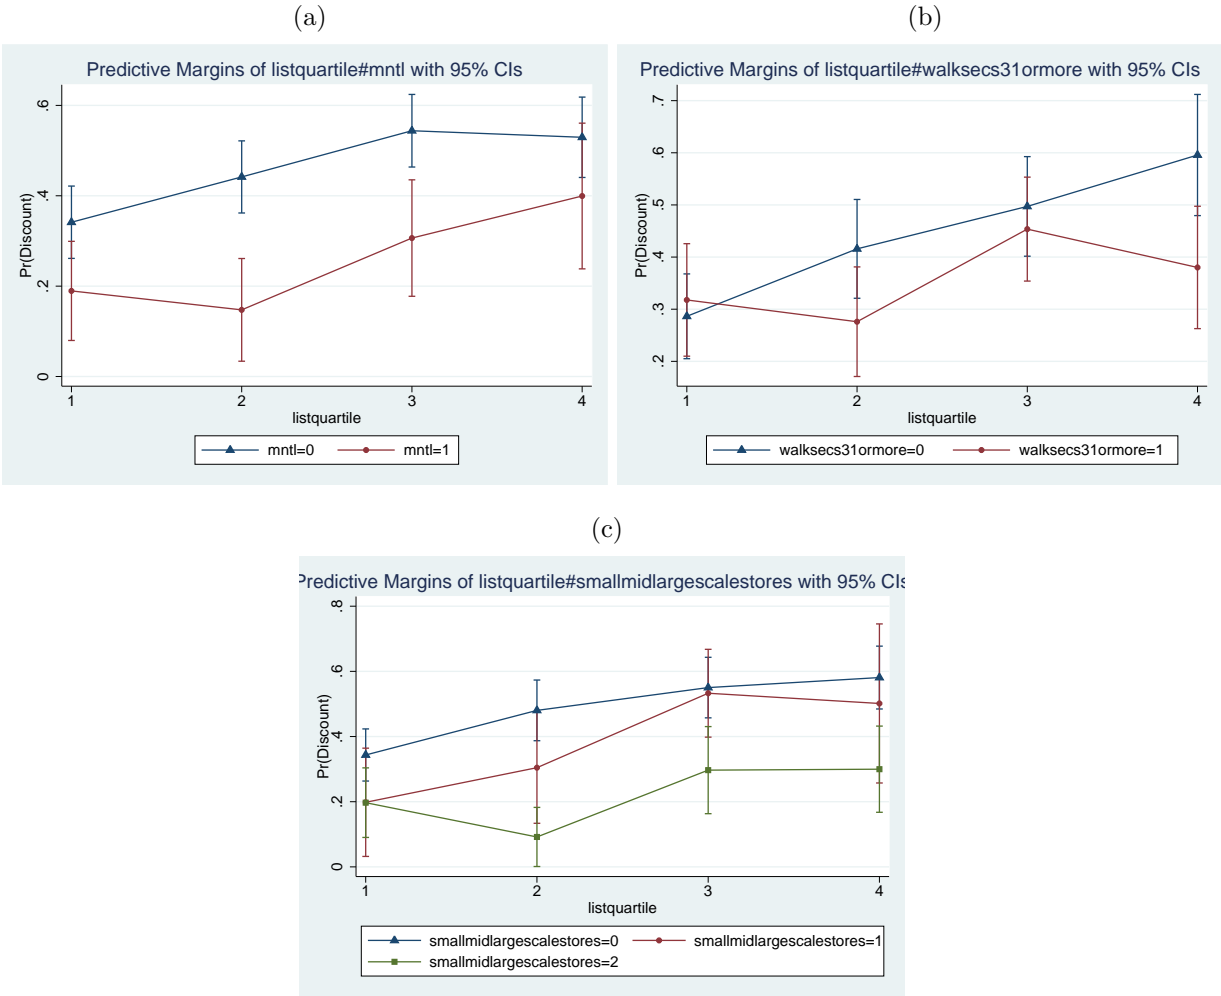 (a)
Predictive Margins of listquartile#mntl with 95% CIs
Pr(Discount)
.6
.4
.2
0
1 2 3 4
listquartile
mntl=0 mntl=1
(b)
Predictive Margins of listquartile#walksecs31ormore with 95% CIs
Pr(Discount)
.7
.6
.5
.4
.3
.2
1 2 3 4
listquartile
walksecs31ormore=0 walksecs31ormore=1
(c)
Predictive Margins of listquartile#smallmidlargescalestores with 95% CIs
Pr(Discount)
.8
.6
.4
.2
0
1 2 3 4
listquartile
smallmidlargescalestores=0 smallmidlargescalestores=1
smallmidlargescalestores=2